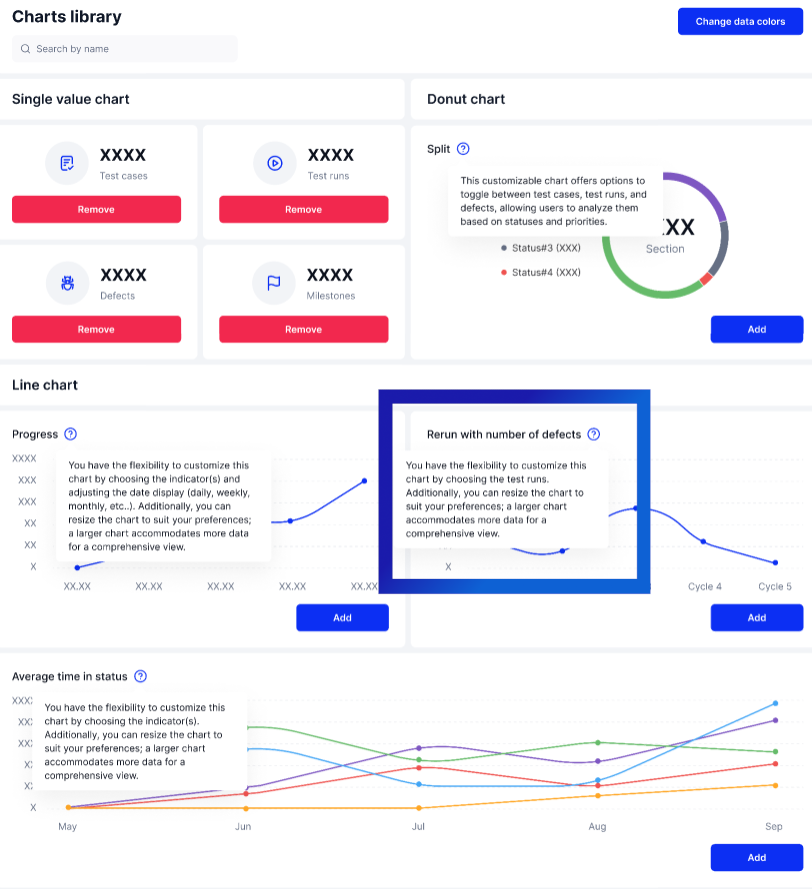 Charts library
Change data colors
Search by name
Single value chart
Donut chart
XXXX
Test cases
Remove
XXXX
Test runs
Remove
XXXX
Defects
Remove
XXXX
Milestones
Remove
Split ?
This customizable chart offers options to
toggle between test cases, test runs, and
defects, allowing users to analyze them
based on statuses and priorities.
Status#3 (XXX)
Status#4 (XXX)
XX
Section
Add
Line chart
Progress ?
XXXX
XXX
XXX
XX
XX
X
You have the flexibility to customize this
chart by choosing the indicator(s) and
adjusting the date display (daily, weekly,
monthly, etc..). Additionally, you can
resize the chart to suit your preferences;
a larger chart accommodates more data
for a comprehensive view.
XX.XX
XX.XX
XX.XX
XX.XX
XX.XX
Add
Rerun with number of defects ?
You have the flexibility to customize this
chart by choosing the test runs.
Additionally, you can resize the chart to
suit your preferences; a larger chart
accommodates more data for a
comprehensive view.
X
Cycle 4
Cycle 5
Add
Average time in status ?
XXX
XX
XX
X
X
X
You have the flexibility to customize this
chart by choosing the indicator(s).
Additionally, you can resize the chart to
suit your preferences; a larger chart
accommodates more data for a
comprehensive view.
May
Jun
Jul
Aug
Sep
Add